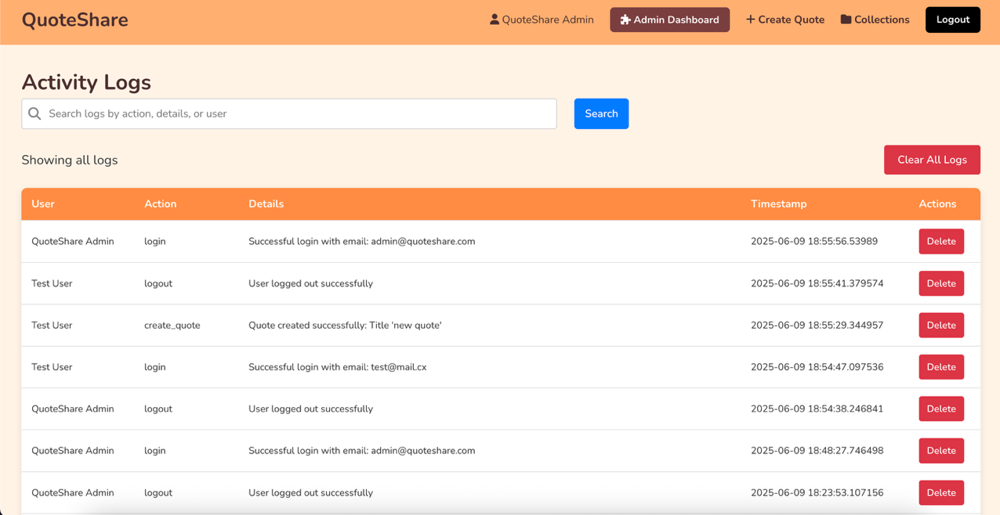 QuoteShare
QuoteShare Admin
Admin Dashboard
+ Create Quote
Collections
Logout
Activity Logs
Search logs by action, details, or user
Search
Showing all logs
Clear All Logs
User Action Details Timestamp Actions
QuoteShare Admin login Successful login with email: admin@quoteshare.com 2025-06-09 18:55:56.53989 Delete
Test User logout User logged out successfully 2025-06-09 18:55:41.379574 Delete
Test User create_quote Quote created successfully: Title 'new quote' 2025-06-09 18:55:29.344957 Delete
Test User login Successful login with email: test@mail.cx 2025-06-09 18:54:47.097536 Delete
QuoteShare Admin logout User logged out successfully 2025-06-09 18:54:38.246841 Delete
QuoteShare Admin login Successful login with email: admin@quoteshare.com 2025-06-09 18:48:27.746498 Delete
QuoteShare Admin logout User logged out successfully 2025-06-09 18:23:53.107156 Delete